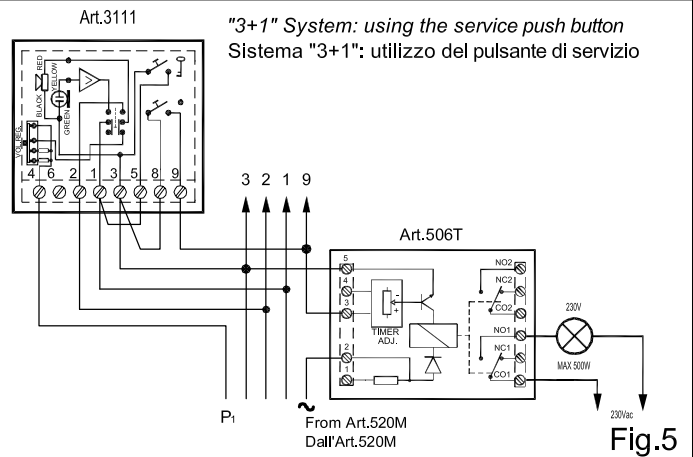 Art.3111
"3+1" System: using the service push button
Sistema "3+1": utilizzo del pulsante di servizio
RED
YELLOW
BLACK
GREEN
VOL.REG.
4 6 2 1 3 5 8 9
3 2 1 9
Art.506T
5
4
3
2
1
TIMER
ADJ.
-
+
NO2
NC2
CO2
NO1
NC1
CO1
230V
MAX 500W
230Vac
P1
~
From Art.520M
Dall'Art.520M
Fig.5